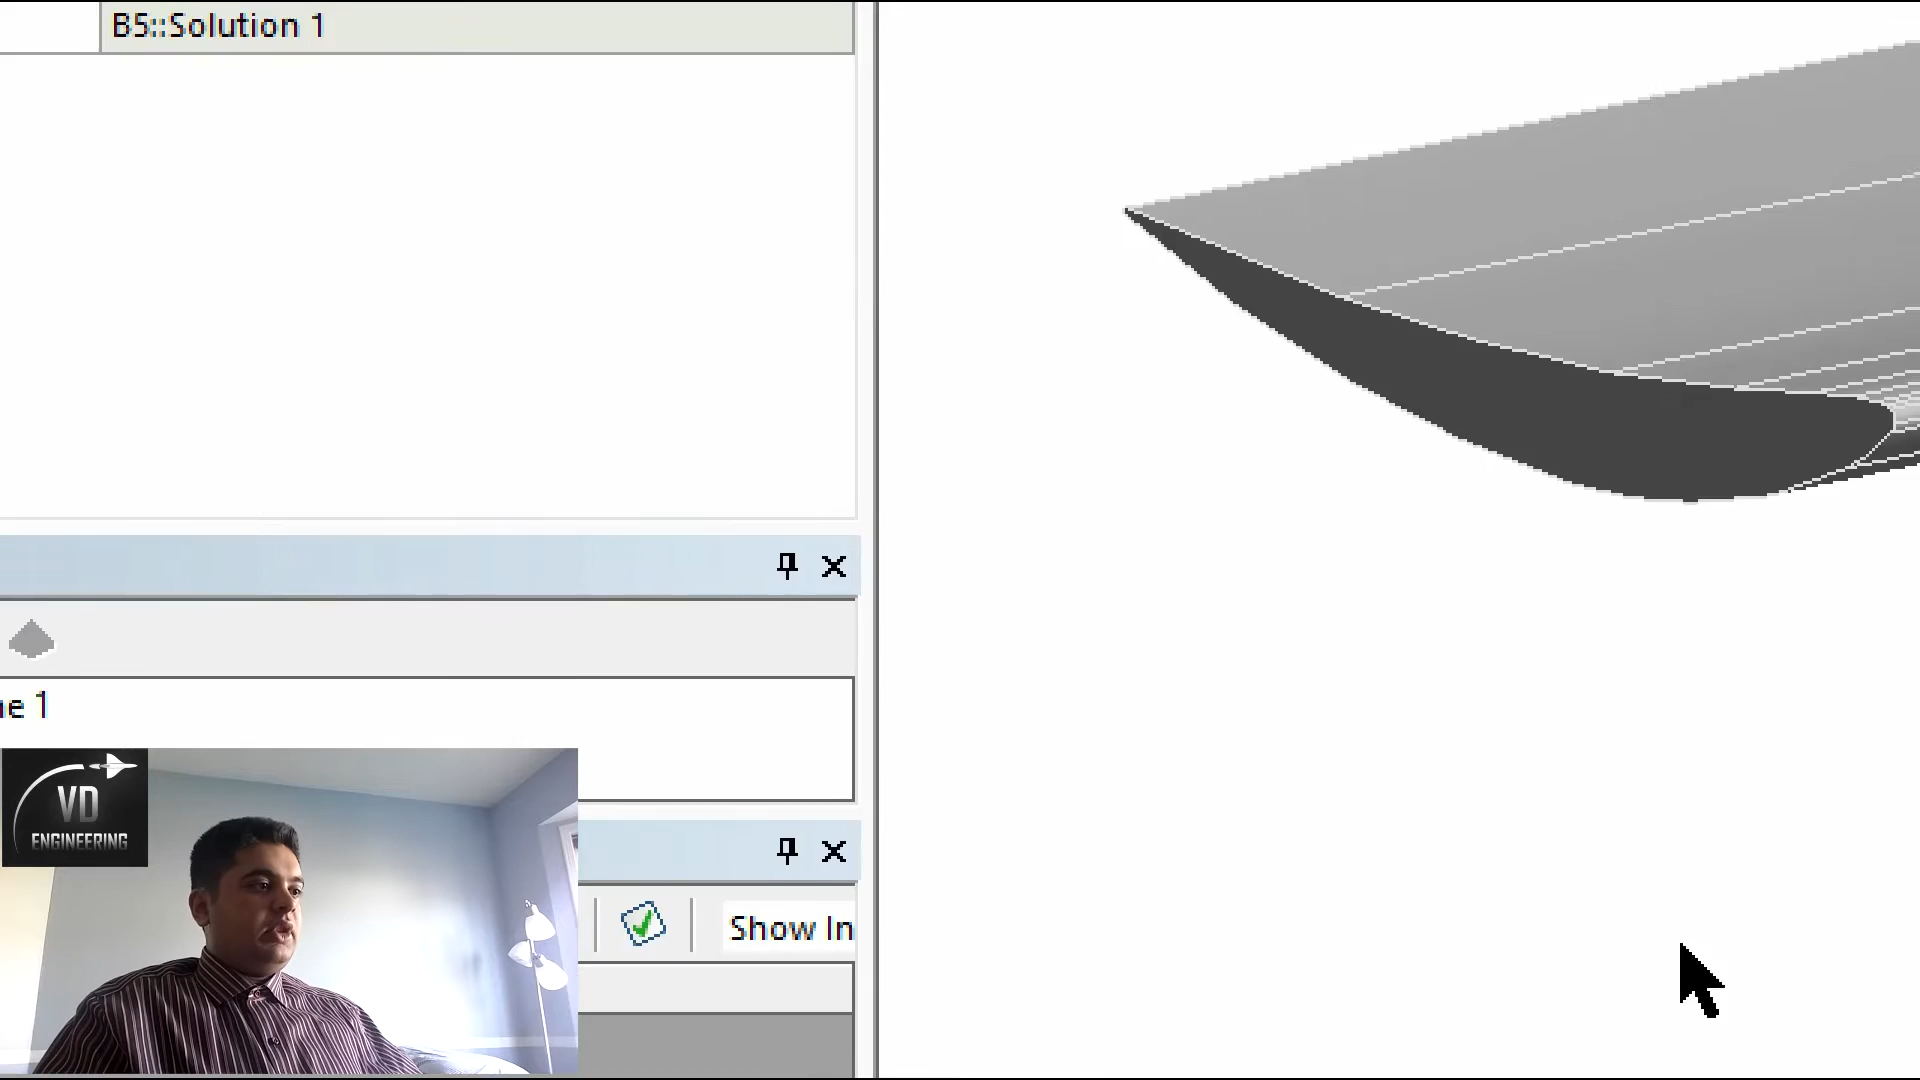 B5::Solution 1
e 1
VD
ENGINEERING
Show In